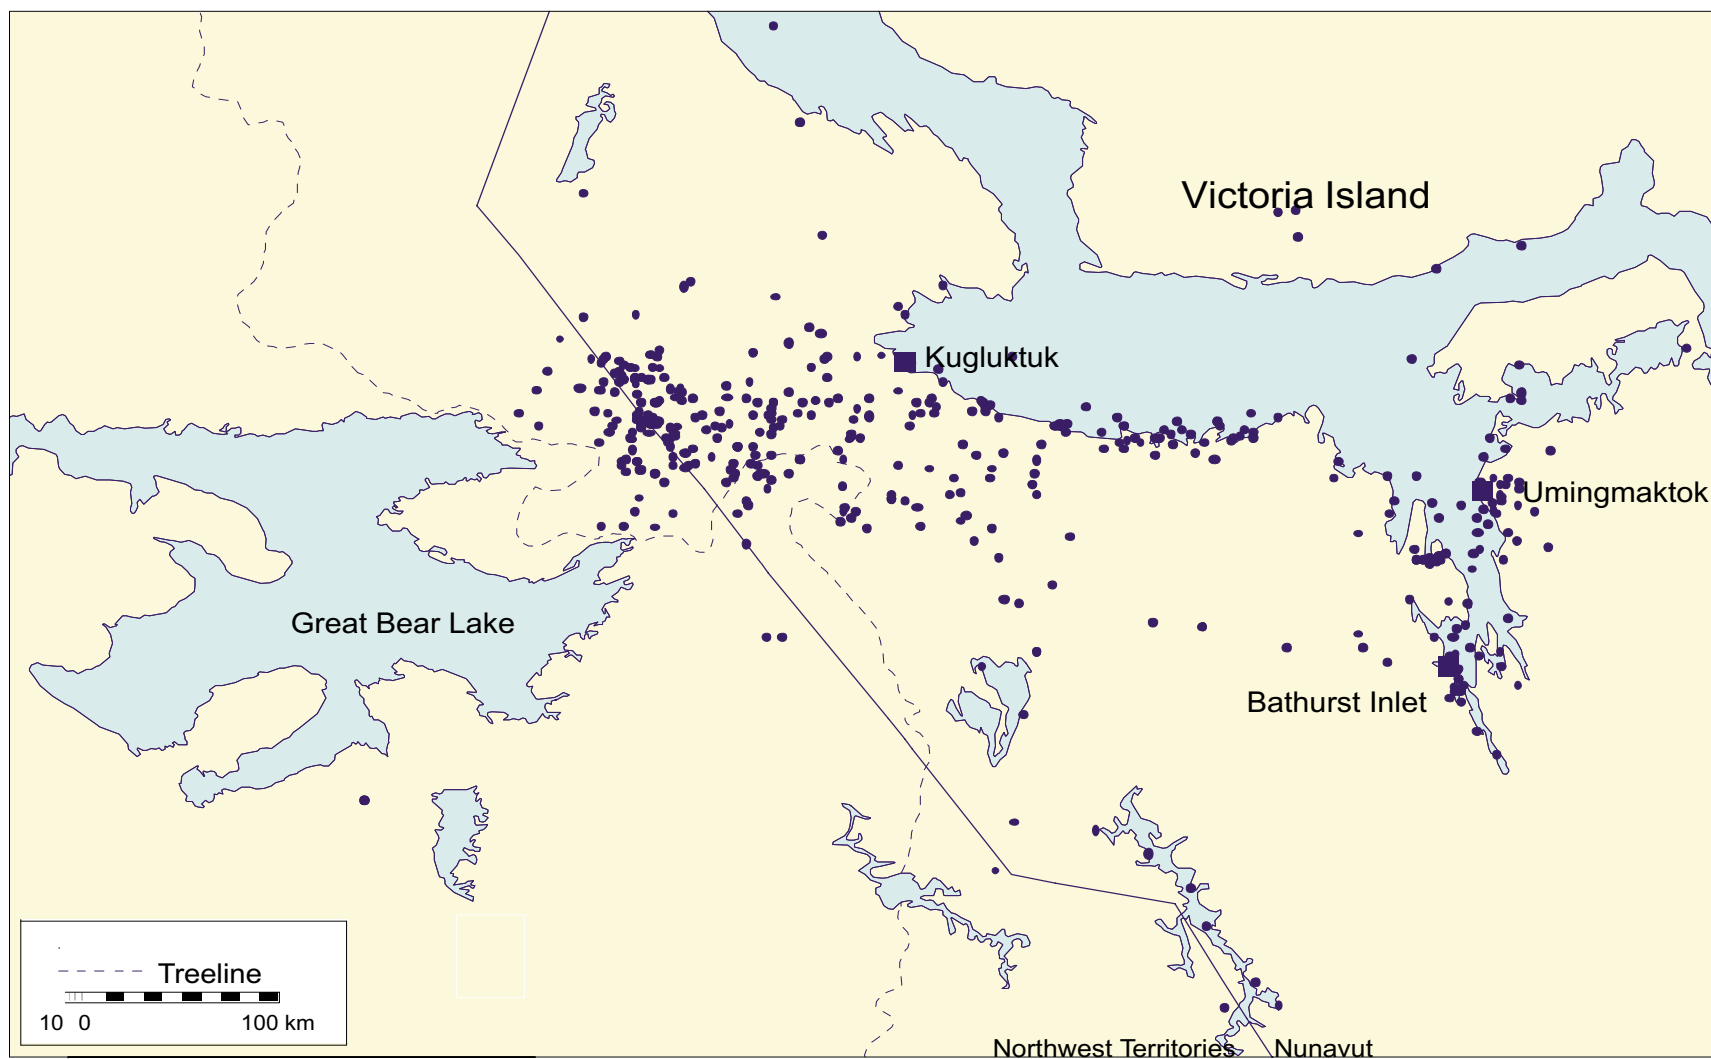 Victoria Island
Kugluktuk
Umingmaktok
Great Bear Lake
Bathurst Inlet
Treeline
10 0 100 km
Northwest Territories Nunavut